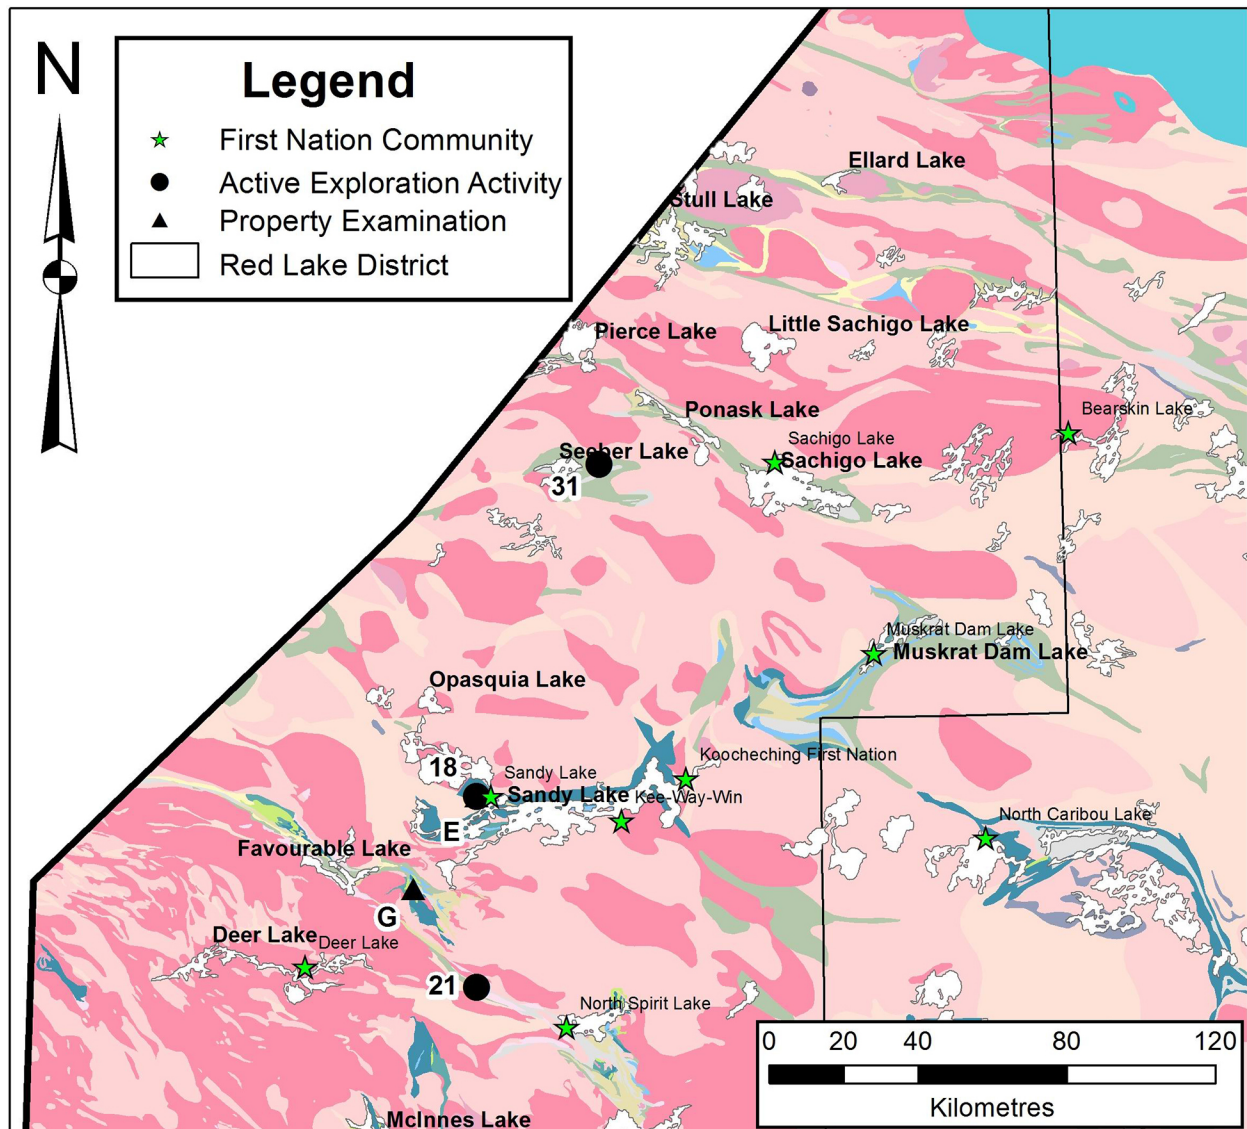 N
Legend
First Nation Community
Active Exploration Activity
Property Examination
Red Lake District
Ellard Lake
Stull Lake
Pierce Lake
Little Sachigo Lake
Ponask Lake
Bearskin Lake
Sachigo Lake
Seeber Lake
Sachigo Lake
31
Muskrat Dam Lake
Muskrat Dam Lake
Opasquia Lake
Koocheching First Nation
18
Sandy Lake
Sandy Lake
Kee-Way-Win
E
North Caribou Lake
Favourable Lake
G
Deer Lake
Deer Lake
21
North Spirit Lake
0 20 40 80 120
Kilometres
McInnes Lake